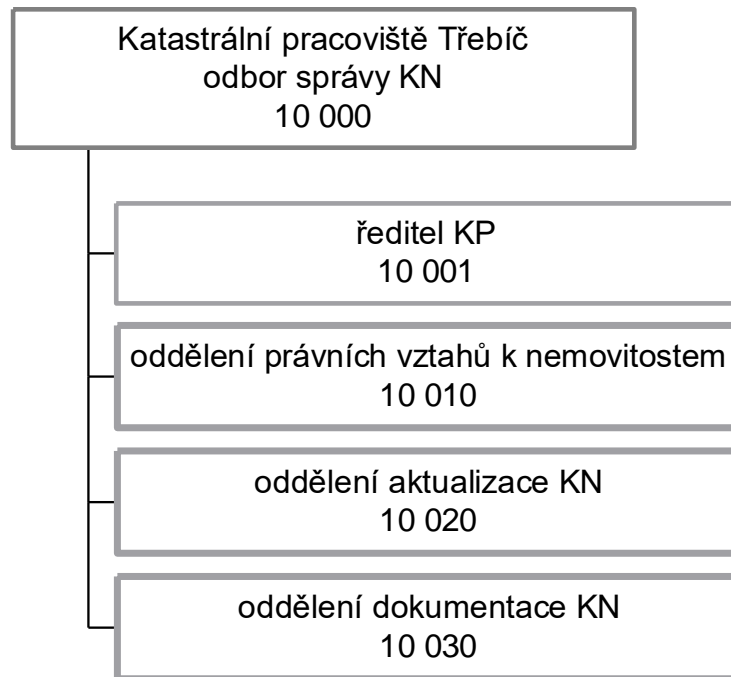 Katastrální pracoviště Třebíč
odbor správy KN
10 000
ředitel KP
10 001
oddělení právních vztahů k nemovitostem
10 010
oddělení aktualizace KN
10 020
oddělení dokumentace KN
10 030